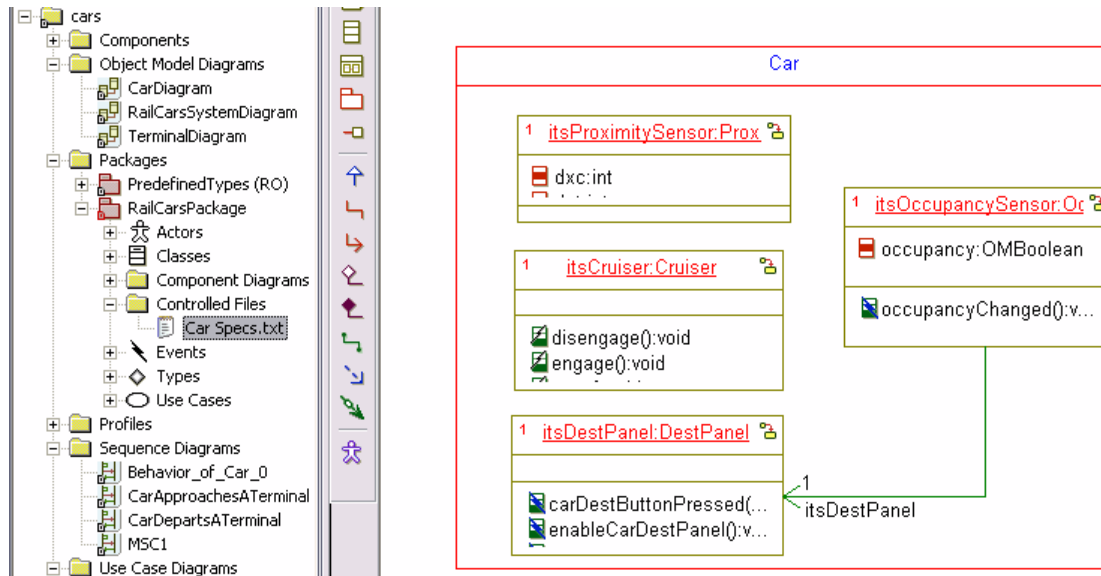 cars
Components
Object Model Diagrams
CarDiagram
RailCarsSystemDiagram
TerminalDiagram
Packages
PredefinedTypes (RO)
RailCarsPackage
Actors
Classes
Component Diagrams
Controlled Files
Car Specs.txt
Events
Types
Use Cases
Profiles
Sequence Diagrams
Behavior_of_Car_0
CarApproachesATerminal
CarDepartsATerminal
MSC1
Use Case Diagrams
Car
1 itsProximitySensor:Prox
dxc:int
1 itsCruiser:Cruiser
disengage():void
engage():void
1 itsDestPanel:DestPanel
carDestButtonPressed(...
enableCarDestPanel():v...
1 itsOccupancySensor:Oc
occupancy:OMBoolean
occupancyChanged():v...
1
itsDestPanel